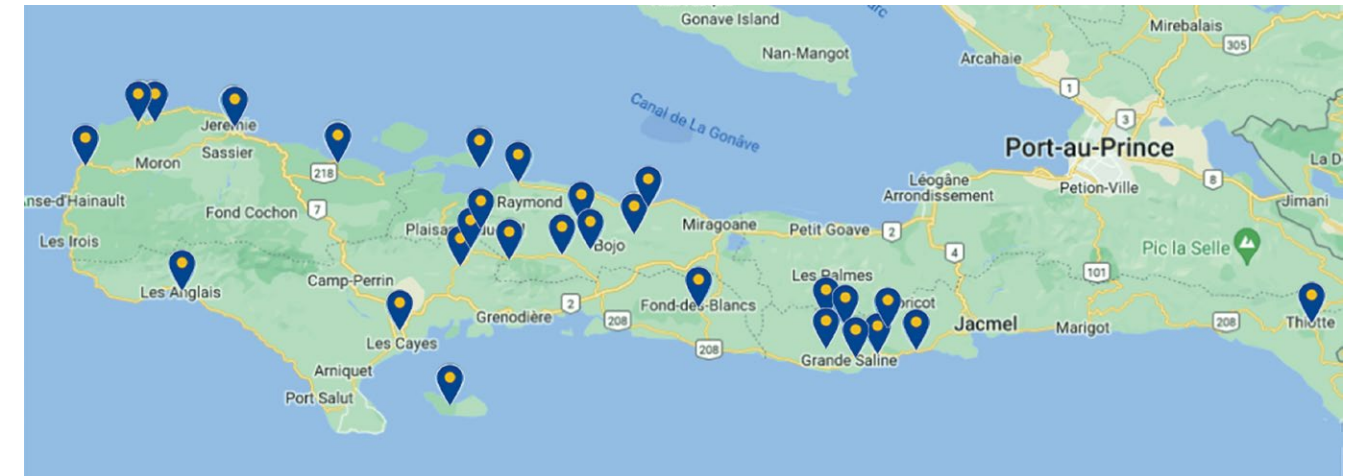 Gonave Island
Nan-Mangot
Arcahaie
Mirebalais
305
1
Canal de La Gonâve
3
Port-au-Prince
Petion-Ville
8
Jimani
Jeremie
Sassier
Moron
218
Fond Cochon
7
Les Irois
Les Anglais
Camp-Perrin
Les Cayes
Arniquet
Port Salut
Raymond
Bojo
Grenodière
2
208
Miragoane
Petit Goave
2
Léogâne
Arrondissement
4
101
Pic la Selle
Les Palmes
Fond-des-Blancs
208
Grande Saline
Jacmel
Marigot
208
Thiotte